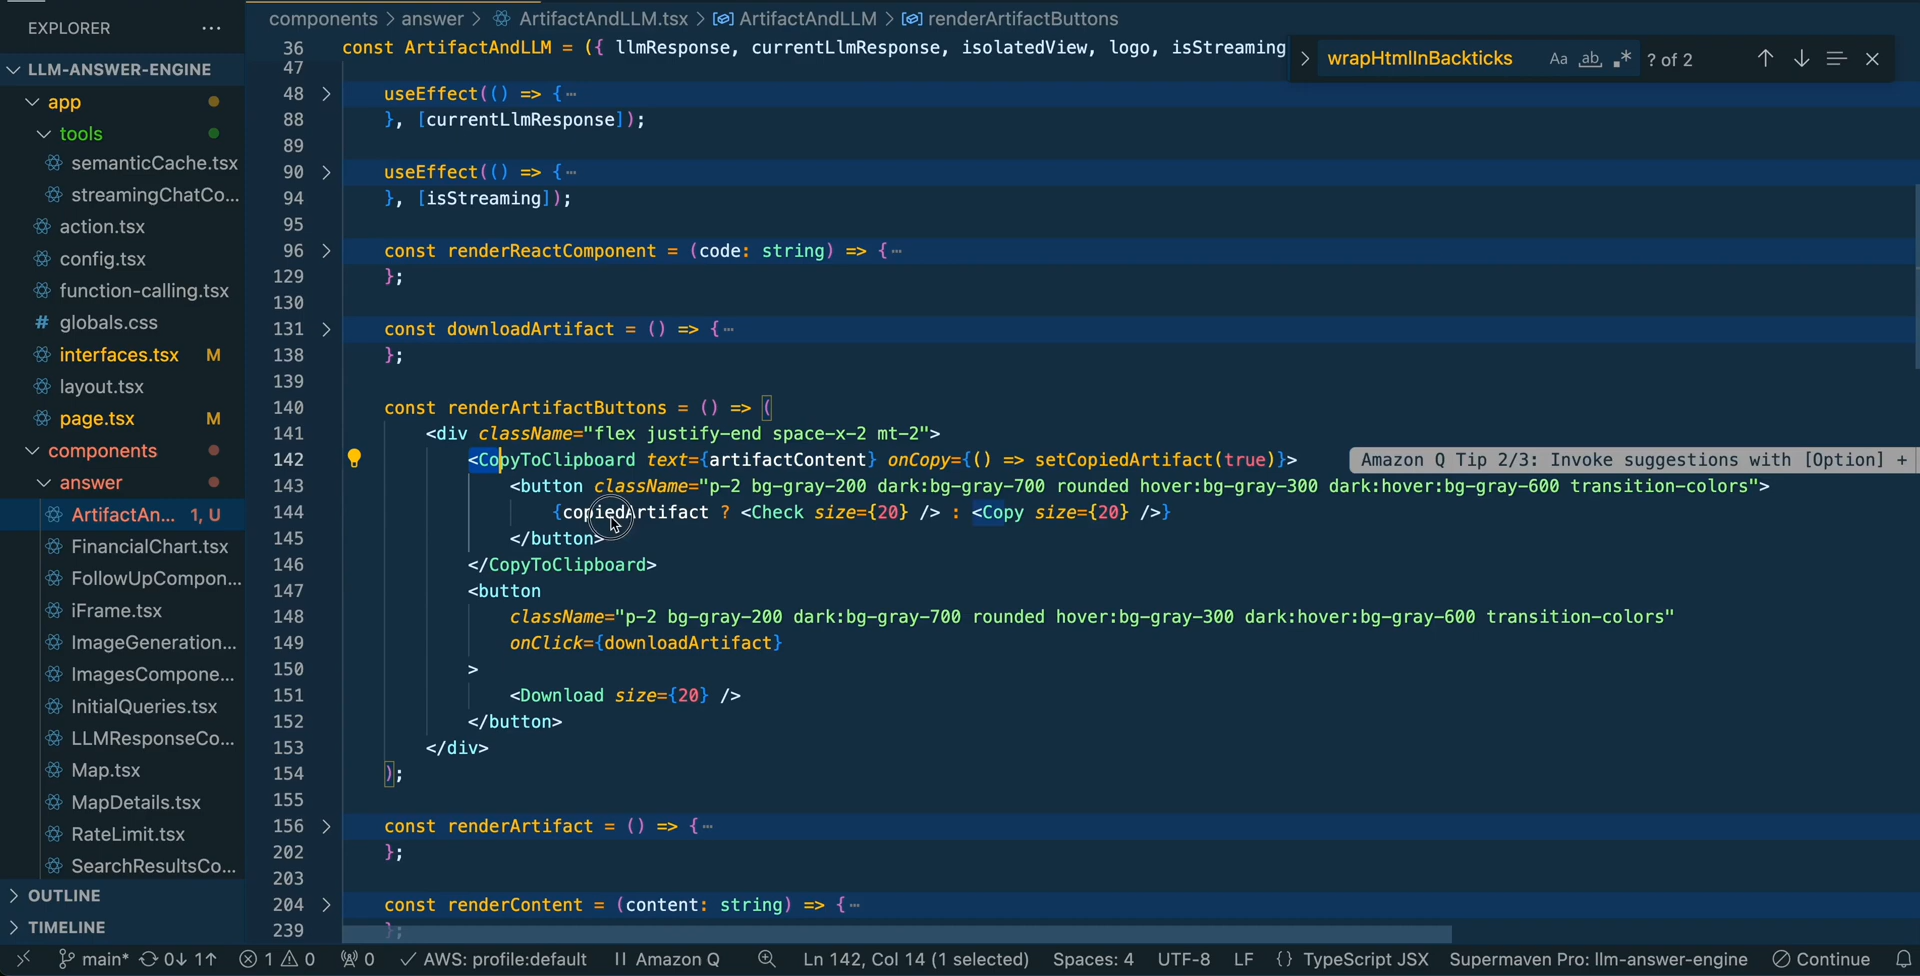 EXPLORER
LLM-ANSWER-ENGINE
app
tools
semanticCache.tsx
streamingChatCo...
action.tsx
config.tsx
function-calling.tsx
# globals.css
interfaces.tsx M
layout.tsx
page.tsx M
components
answer
ArtifactAn... 1, U
FinancialChart.tsx
FollowUpCompon...
iFrame.tsx
ImageGeneration...
ImagesCompone...
InitialQueries.tsx
LLMResponseCo...
Map.tsx
MapDetails.tsx
RateLimit.tsx
SearchResultsCo...
OUTLINE
TIMELINE
components > answer > ArtifactAndLLM.tsx > ArtifactAndLLM > renderArtifactButtons
wrapHtmlInBackticks Aa ab .* ? of 2
36 const ArtifactAndLLM = ({ llmResponse, currentLlmResponse, isolatedView, logo, isStreaming
47
48 useEffect(() => {…
88 }, [currentLlmResponse]);
89
90 useEffect(() => {…
94 }, [isStreaming]);
95
96 const renderReactComponent = (code: string) => {…
129 };
130
131 const downloadArtifact = () => {…
138 };
139
140 const renderArtifactButtons = () => (
141 <div className="flex justify-end space-x-2 mt-2">
142 <CopyToClipboard text={artifactContent} onCopy={() => setCopiedArtifact(true)}> Amazon Q Tip 2/3: Invoke suggestions with [Option] +
143 <button className="p-2 bg-gray-200 dark:bg-gray-700 rounded hover:bg-gray-300 dark:hover:bg-gray-600 transition-colors">
144 {copiedArtifact ? <Check size={20} /> : <Copy size={20} />}
145 </button>
146 </CopyToClipboard>
147 <button
148 className="p-2 bg-gray-200 dark:bg-gray-700 rounded hover:bg-gray-300 dark:hover:bg-gray-600 transition-colors"
149 onClick={downloadArtifact}
150 >
151 <Download size={20} />
152 </button>
153 </div>
154 );
155
156 const renderArtifact = () => {…
202 };
203
204 const renderContent = (content: string) => {…
239 };
main* 0↓ 1↑ 1 0 0 AWS: profile:default Amazon Q Ln 142, Col 14 (1 selected) Spaces: 4 UTF-8 LF {} TypeScript JSX Supermaven Pro: llm-answer-engine Continue